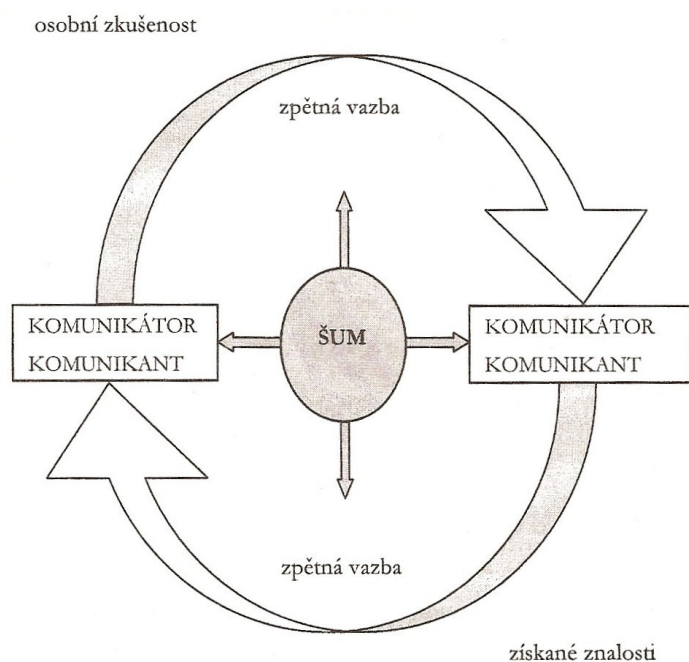 osobní zkušenost
zpětná vazba
KOMUNIKÁTOR
KOMUNIKANT
ŠUM
KOMUNIKÁTOR
KOMUNIKANT
zpětná vazba
získané znalosti